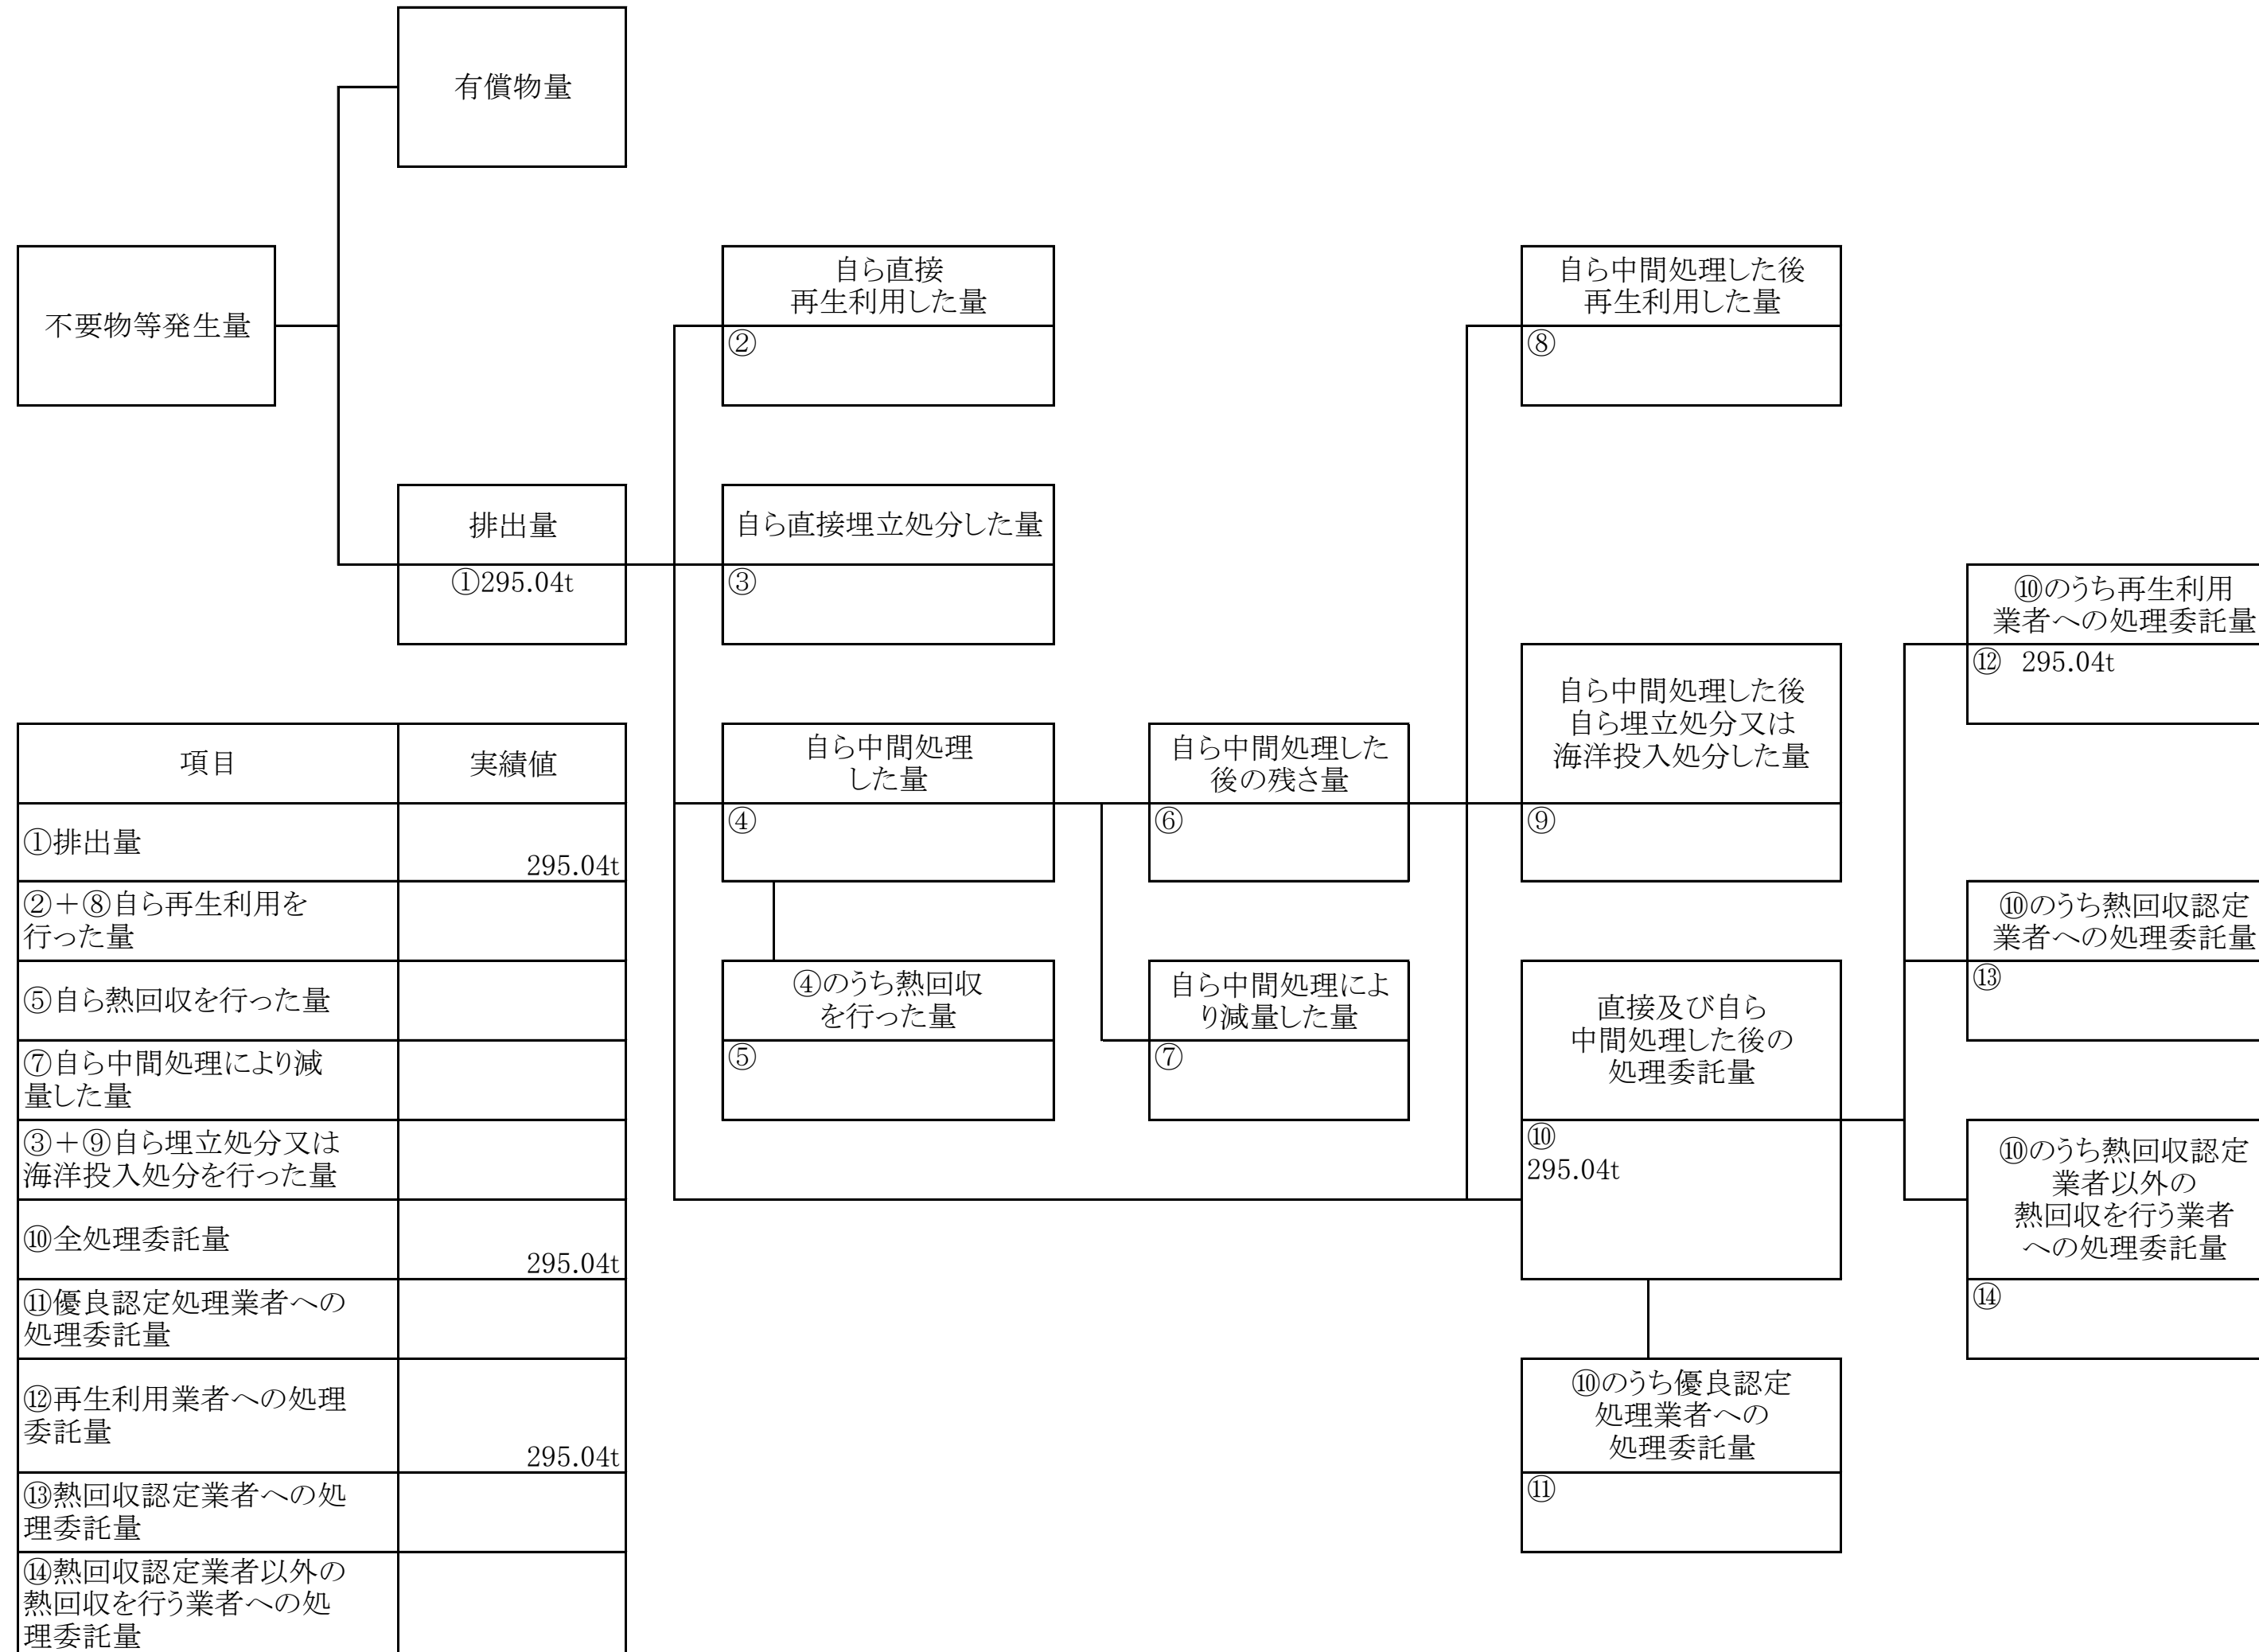 有償物量
不要物等発生量
自ら直接
再生利用した量
②
自ら中間処理した後
再生利用した量
⑧
排出量
①295.04t
自ら直接埋立処分した量
③
⑩のうち再生利用
業者への処理委託量
⑫ 295.04t
自ら中間処理
した量
④
自ら中間処理した
後の残さ量
⑥
自ら中間処理した後
自ら埋立処分又は
海洋投入処分した量
⑨
⑩のうち熱回収認定
業者への処理委託量
⑬
④のうち熱回収
を行った量
⑤
自ら中間処理によ
り減量した量
⑦
直接及び自ら
中間処理した後の
処理委託量
⑩
295.04t
⑩のうち熱回収認定
業者以外の
熱回収を行う業者
への処理委託量
⑭
⑩のうち優良認定
処理業者への
処理委託量
⑪
項目
実績値
①排出量
295.04t
②+⑧自ら再生利用を
行った量
⑤自ら熱回収を行った量
⑦自ら中間処理により減
量した量
③+⑨自ら埋立処分又は
海洋投入処分を行った量
⑩全処理委託量
295.04t
⑪優良認定処理業者への
処理委託量
⑫再生利用業者への処理
委託量
295.04t
⑬熱回収認定業者への処
理委託量
⑭熱回収認定業者以外の
熱回収を行う業者への処
理委託量